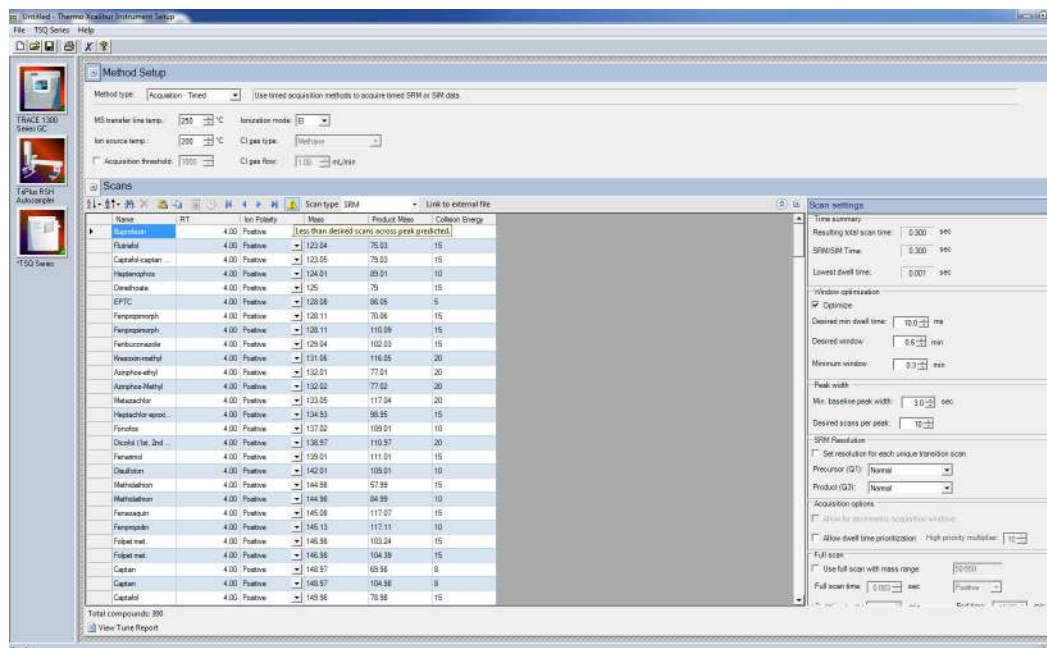 Untitled - Thermo Xcalibur Instrument Setup
File TSQ Series Help
Method Setup
Method type: Acquisition - Timed Use timed acquisition methods to acquire timed SRM or SIM data.
MS transfer line temp.: 250 °C Ionization mode: EI
Ion source temp.: 200 °C CI gas type: Methane
Acquisition threshold: 1000 CI gas flow: 1.00 mL/min
TRACE 1300 Series GC
TriPlus RSH Autosampler
*TSQ Series
Scans
Scan type SRM Link to external file
Name RT Ion Polarity Mass Product Mass Collision Energy
Buprofezin 4.00 Positive Less than desired scans across peak predicted.
Flutriafol 4.00 Positive 123.04 75.03 15
Captafol-captan ... 4.00 Positive 123.05 79.03 15
Heptenophos 4.00 Positive 124.01 89.01 10
Dimethoate 4.00 Positive 125 79 15
EPTC 4.00 Positive 128.08 86.05 5
Fenpropimorph 4.00 Positive 128.11 70.06 15
Fenpropimorph 4.00 Positive 128.11 110.09 15
Fenbuconazole 4.00 Positive 129.04 102.03 15
Kresoxim-methyl 4.00 Positive 131.06 116.05 20
Azinphos-ethyl 4.00 Positive 132.01 77.01 20
Azinphos-Methyl 4.00 Positive 132.02 77.02 20
Metazachlor 4.00 Positive 133.05 117.04 20
Heptachlor epoxi... 4.00 Positive 134.93 98.95 15
Fonofos 4.00 Positive 137.02 109.01 10
Dicofol (1st, 2nd ... 4.00 Positive 138.97 110.97 20
Fenarimol 4.00 Positive 139.01 111.01 15
Disulfoton 4.00 Positive 142.01 109.01 10
Methidathion 4.00 Positive 144.98 57.99 15
Methidathion 4.00 Positive 144.98 84.99 10
Fenazaquin 4.00 Positive 145.08 117.07 15
Fenpropidin 4.00 Positive 145.13 117.11 10
Folpet met. 4.00 Positive 146.98 103.24 15
Folpet met. 4.00 Positive 146.98 104.39 15
Captan 4.00 Positive 148.97 69.98 8
Captan 4.00 Positive 148.97 104.98 8
Captafol 4.00 Positive 149.96 78.98 15
Total compounds: 390
View Tune Report
Scan settings
Time summary
Resulting total scan time: 0.300 sec
SRM/SIM Time: 0.300 sec
Lowest dwell time: 0.001 sec
Window optimization
Optimize
Desired min dwell time: 10.0 ms
Desired window 0.6 min
Minimum window 0.3 min
Peak width
Min. baseline peak width: 3.0 sec
Desired scans per peak: 10
SRM Resolution
Set resolution for each unique transition scan
Precursor (Q1): Normal
Product (Q3): Normal
Acquisition options
Allow for asymmetric acquisition windows
Allow dwell time prioritization High priority multiplier: 10
Full scan
Use full scan with mass range: 50-550
Full scan time: 0.083 sec Positive